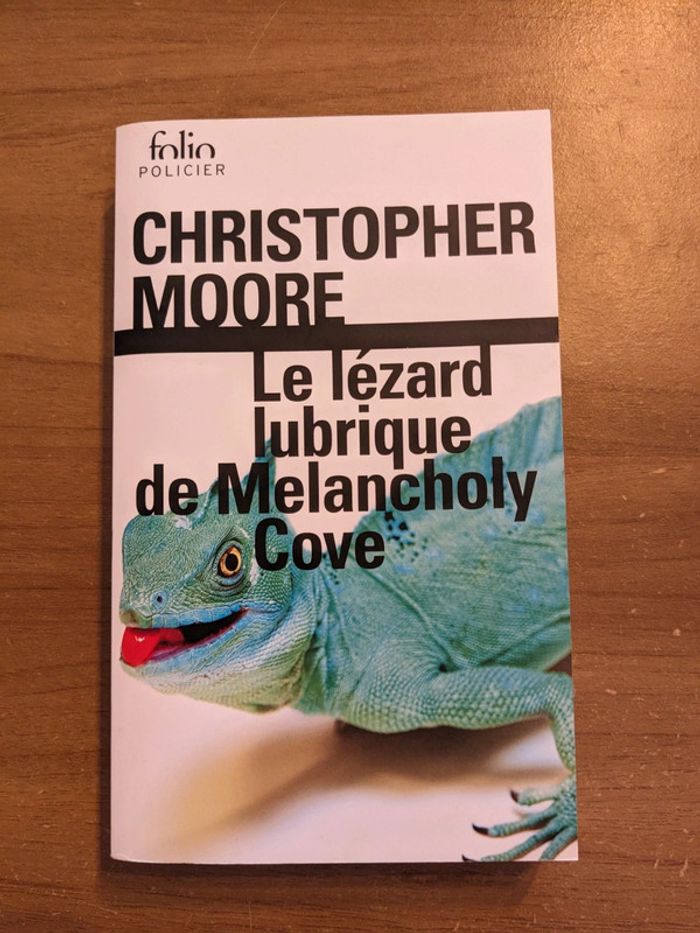 folio
POLICIER
CHRISTOPHER
MOORE
Le lézard
lubrique
de Melancholy
Cove